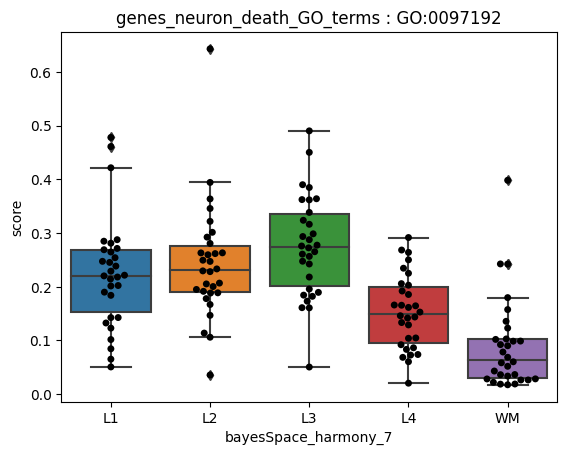 genes_neuron_death_GO_terms : GO:0097192
score
0.6
0.5
0.4
0.3
0.2
0.1
0.0
L1 L2 L3 L4 WM
bayesSpace_harmony_7